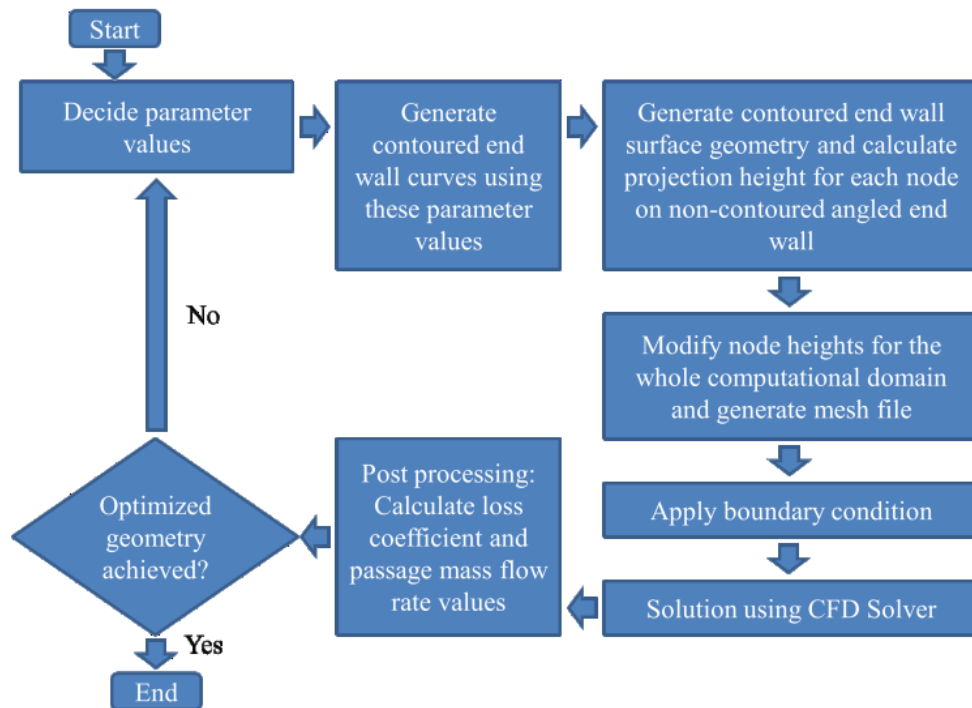 Start
Decide parameter
values
Generate
contoured end
wall curves using
these parameter
values
Generate contoured end wall
surface geometry and calculate
projection height for each node
on non-contoured angled end
wall
Modify node heights for the
whole computational domain
and generate mesh file
Apply boundary condition
Solution using CFD Solver
Post processing:
Calculate loss
coefficient and
passage mass flow
rate values
Optimized
geometry
achieved?
No
Yes
End